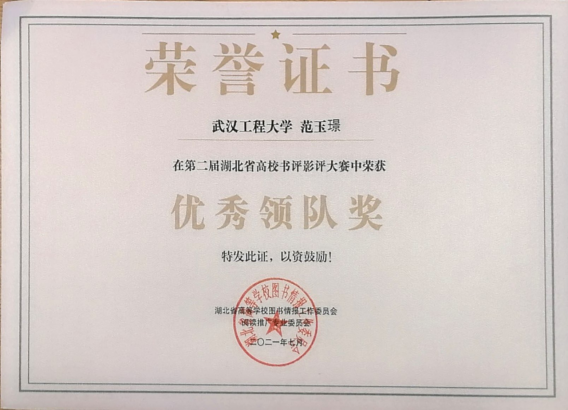 荣誉证书
武汉工程大学 范玉璟
在第二届湖北省高校书评影评大赛中荣获
优秀领队奖
特发此证，以资鼓励！
湖北省高等学校图书情报工作委员会
阅读推广专业委员会
二〇二一年七月